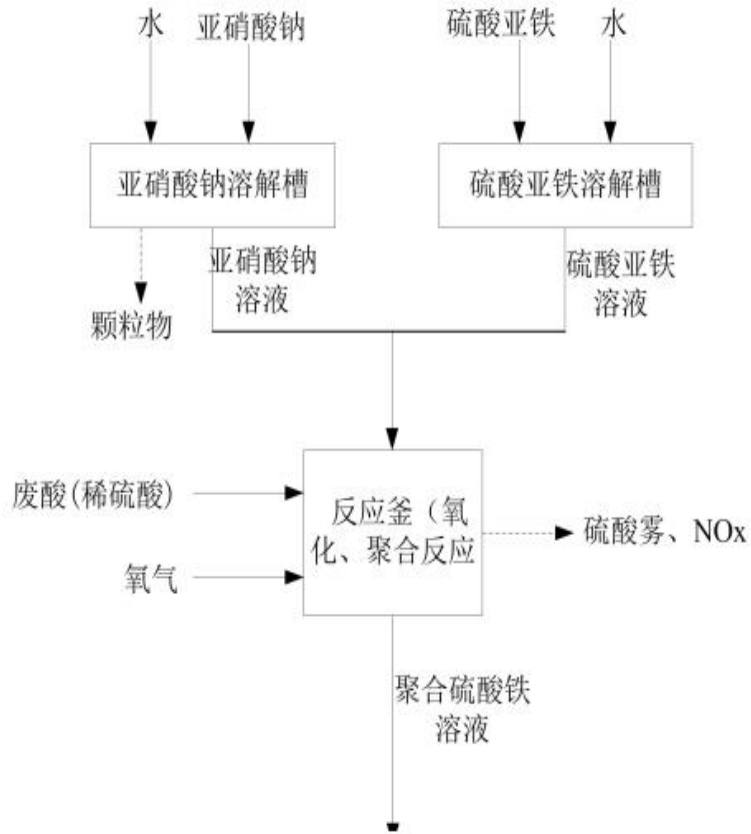 水
亚硝酸钠
硫酸亚铁
水
亚硝酸钠溶解槽
硫酸亚铁溶解槽
亚硝酸钠
溶液
硫酸亚铁
溶液
颗粒物
废酸(稀硫酸)
氧气
反应釜（氧
化、聚合反应
硫酸雾、NOx
聚合硫酸铁
溶液